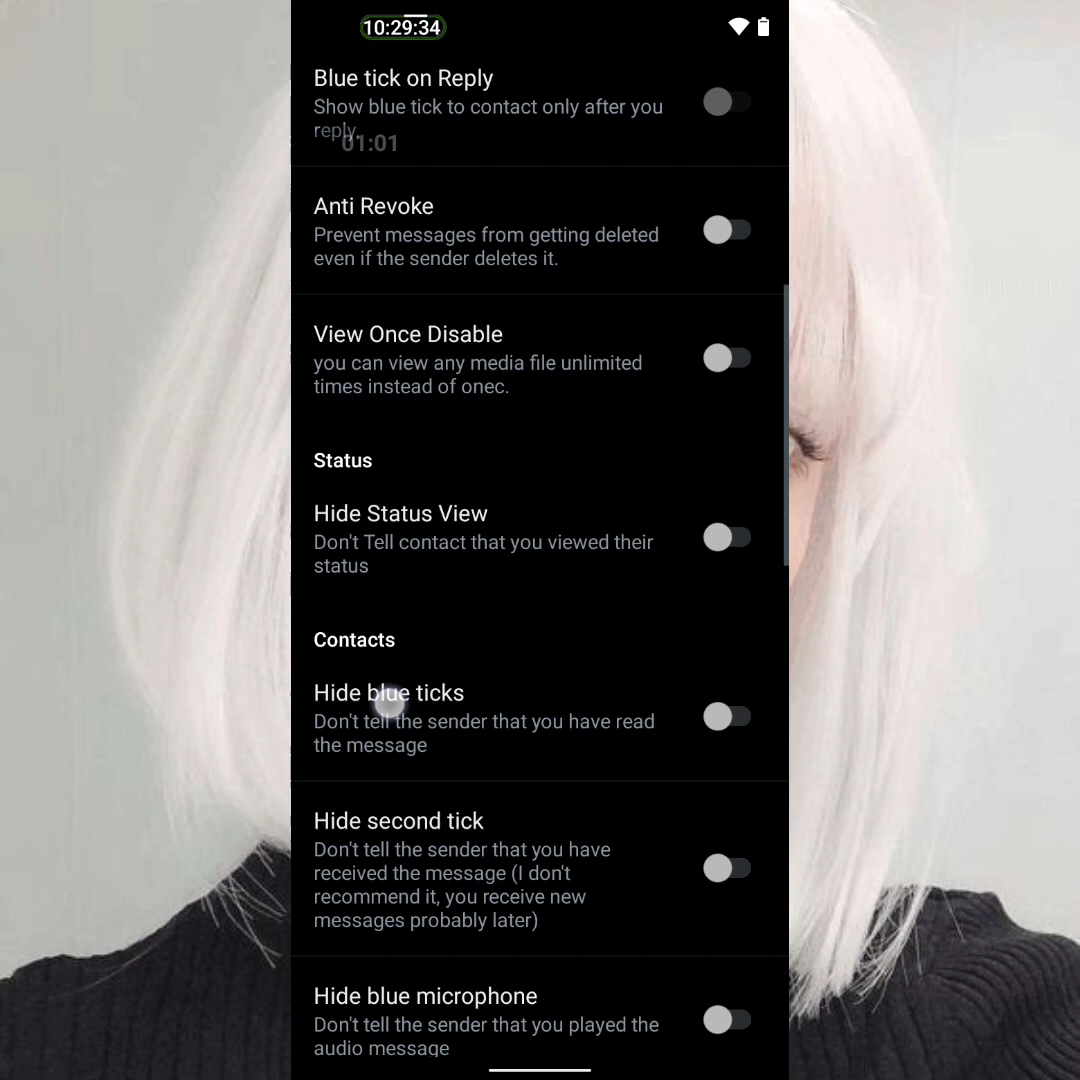 10:29:34
Blue tick on Reply
Show blue tick to contact only after you
reply.
01:01
Anti Revoke
Prevent messages from getting deleted
even if the sender deletes it.
View Once Disable
you can view any media file unlimited
times instead of onec.
Status
Hide Status View
Don't Tell contact that you viewed their
status
Contacts
Hide blue ticks
Don't tell the sender that you have read
the message
Hide second tick
Don't tell the sender that you have
received the message (I don't
recommend it, you receive new
messages probably later)
Hide blue microphone
Don't tell the sender that you played the
audio message